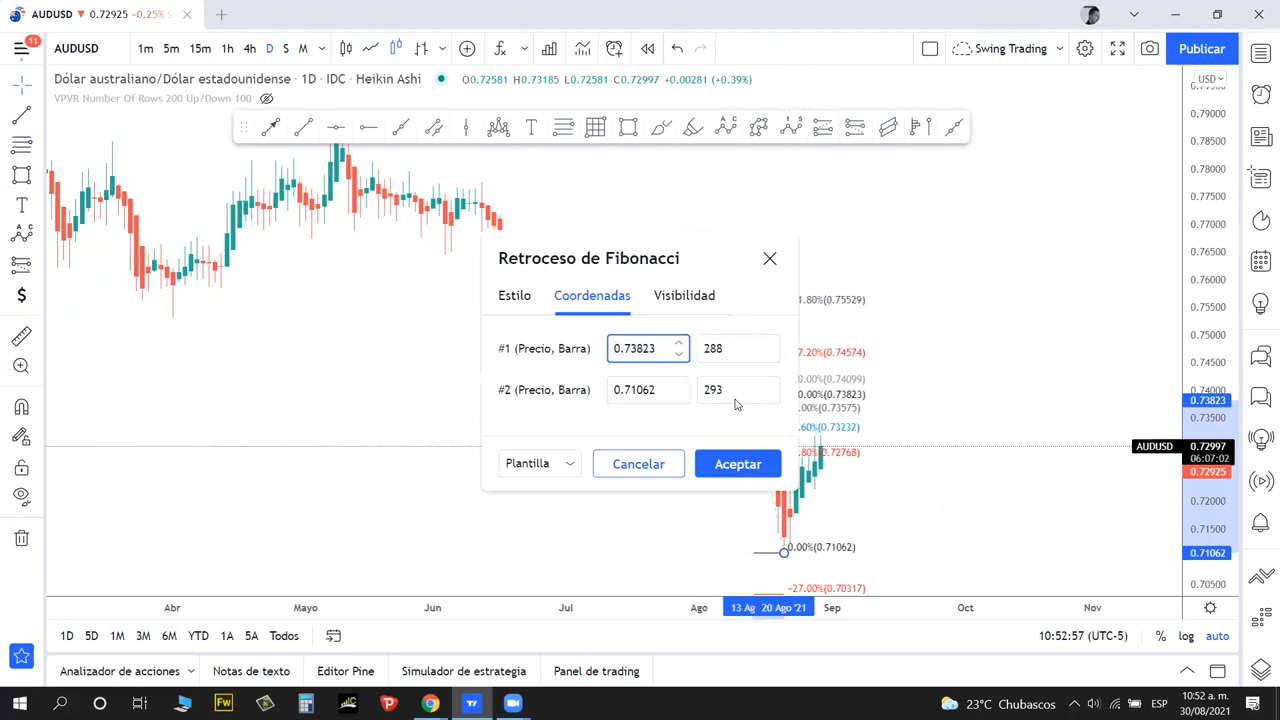 AUDUSD ▼ 0.72925 -0.25% S
11
AUDUSD 1m 5m 15m 1h 4h D S M
Swing Trading
Publicar
Dólar australiano/Dólar estadounidense · 1D · IDC · Heikin Ashi
O0.72581 H0.73185 L0.72581 C0.72997 +0.00281 (+0.39%)
VPVR Number Of Rows 200 Up/Down 100
USD
0.79000
0.78500
0.78000
0.77500
0.77000
0.76500
0.76000
0.75500
0.75000
0.74500
0.74000
0.73823
0.73500
AUDUSD 0.72997
06:07:02
0.72925
0.72000
0.71500
0.71062
0.70500
Retroceso de Fibonacci
Estilo Coordenadas Visibilidad
#1 (Precio, Barra) 0.73823 288
#2 (Precio, Barra) 0.71062 293
Plantilla Cancelar Aceptar
1.80%(0.75529)
7.20%(0.74574)
0.00%(0.74099)
0.00%(0.73823)
.00%(0.73575)
.60%(0.73232)
.80%(0.72768)
0.00%(0.71062)
-27.00%(0.70317)
Abr Mayo Jun Jul Ago 13 Ag 20 Ago '21 Sep Oct Nov
1D 5D 1M 3M 6M YTD 1A 5A Todos
10:52:57 (UTC-5) % log auto
Analizador de acciones Notas de texto Editor Pine Simulador de estrategia Panel de trading
23°C Chubascos
ESP
10:52 a. m.
30/08/2021